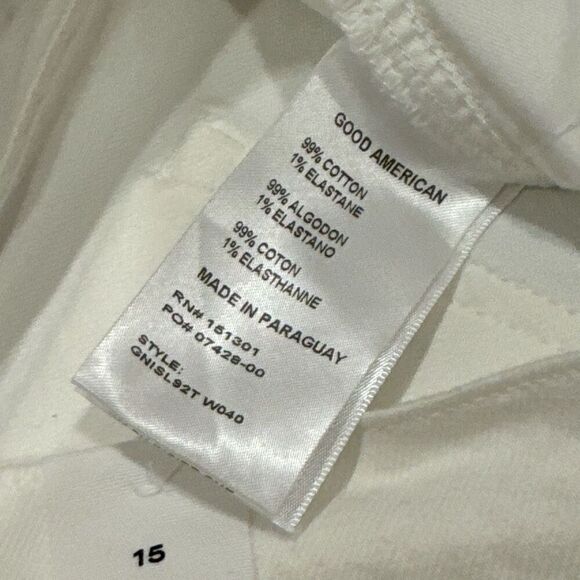 GOOD AMERICAN
99% COTTON
1% ELASTANE
99% ALGODON
1% ELASTANO
99% COTON
1% ELASTHANNE
MADE IN PARAGUAY
RN# 151301
PO# 07428-00
STYLE:
GNISL92T W040
15